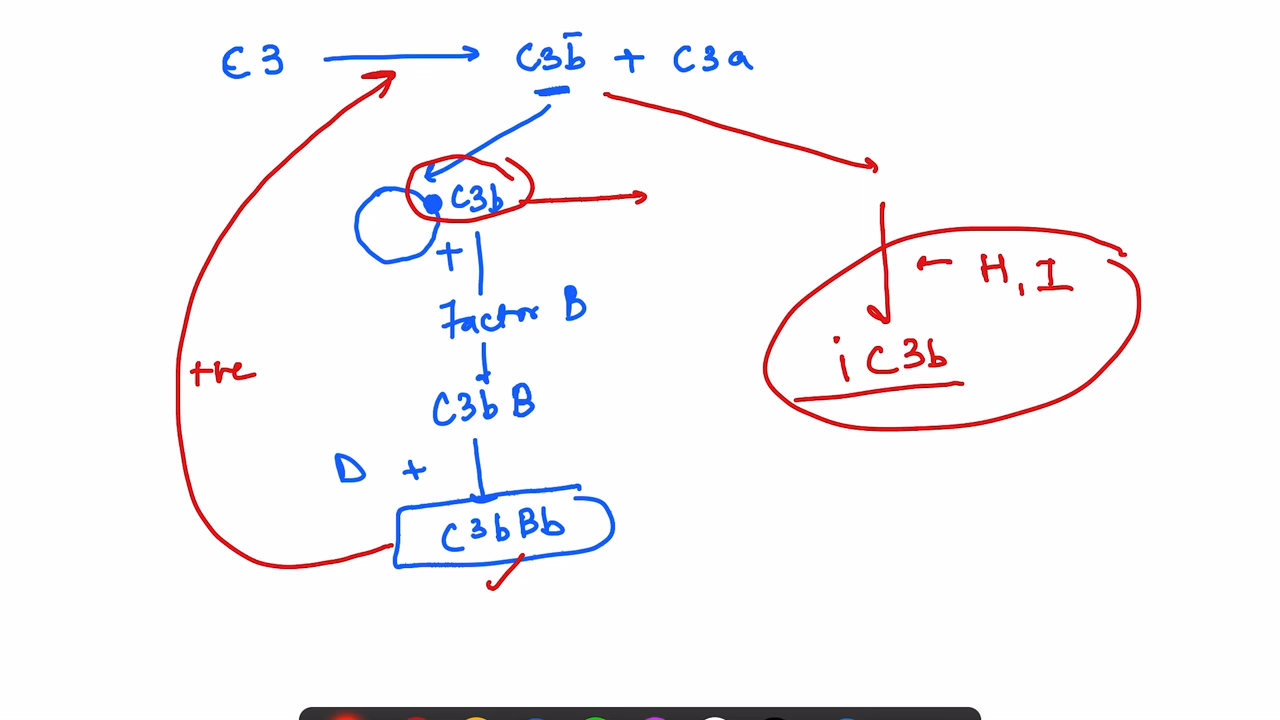 C3 → C3b̄ + C3a
C3b
+
← H, I
Factor B
iC3b
+ve
C3bB
D +
C3bBb